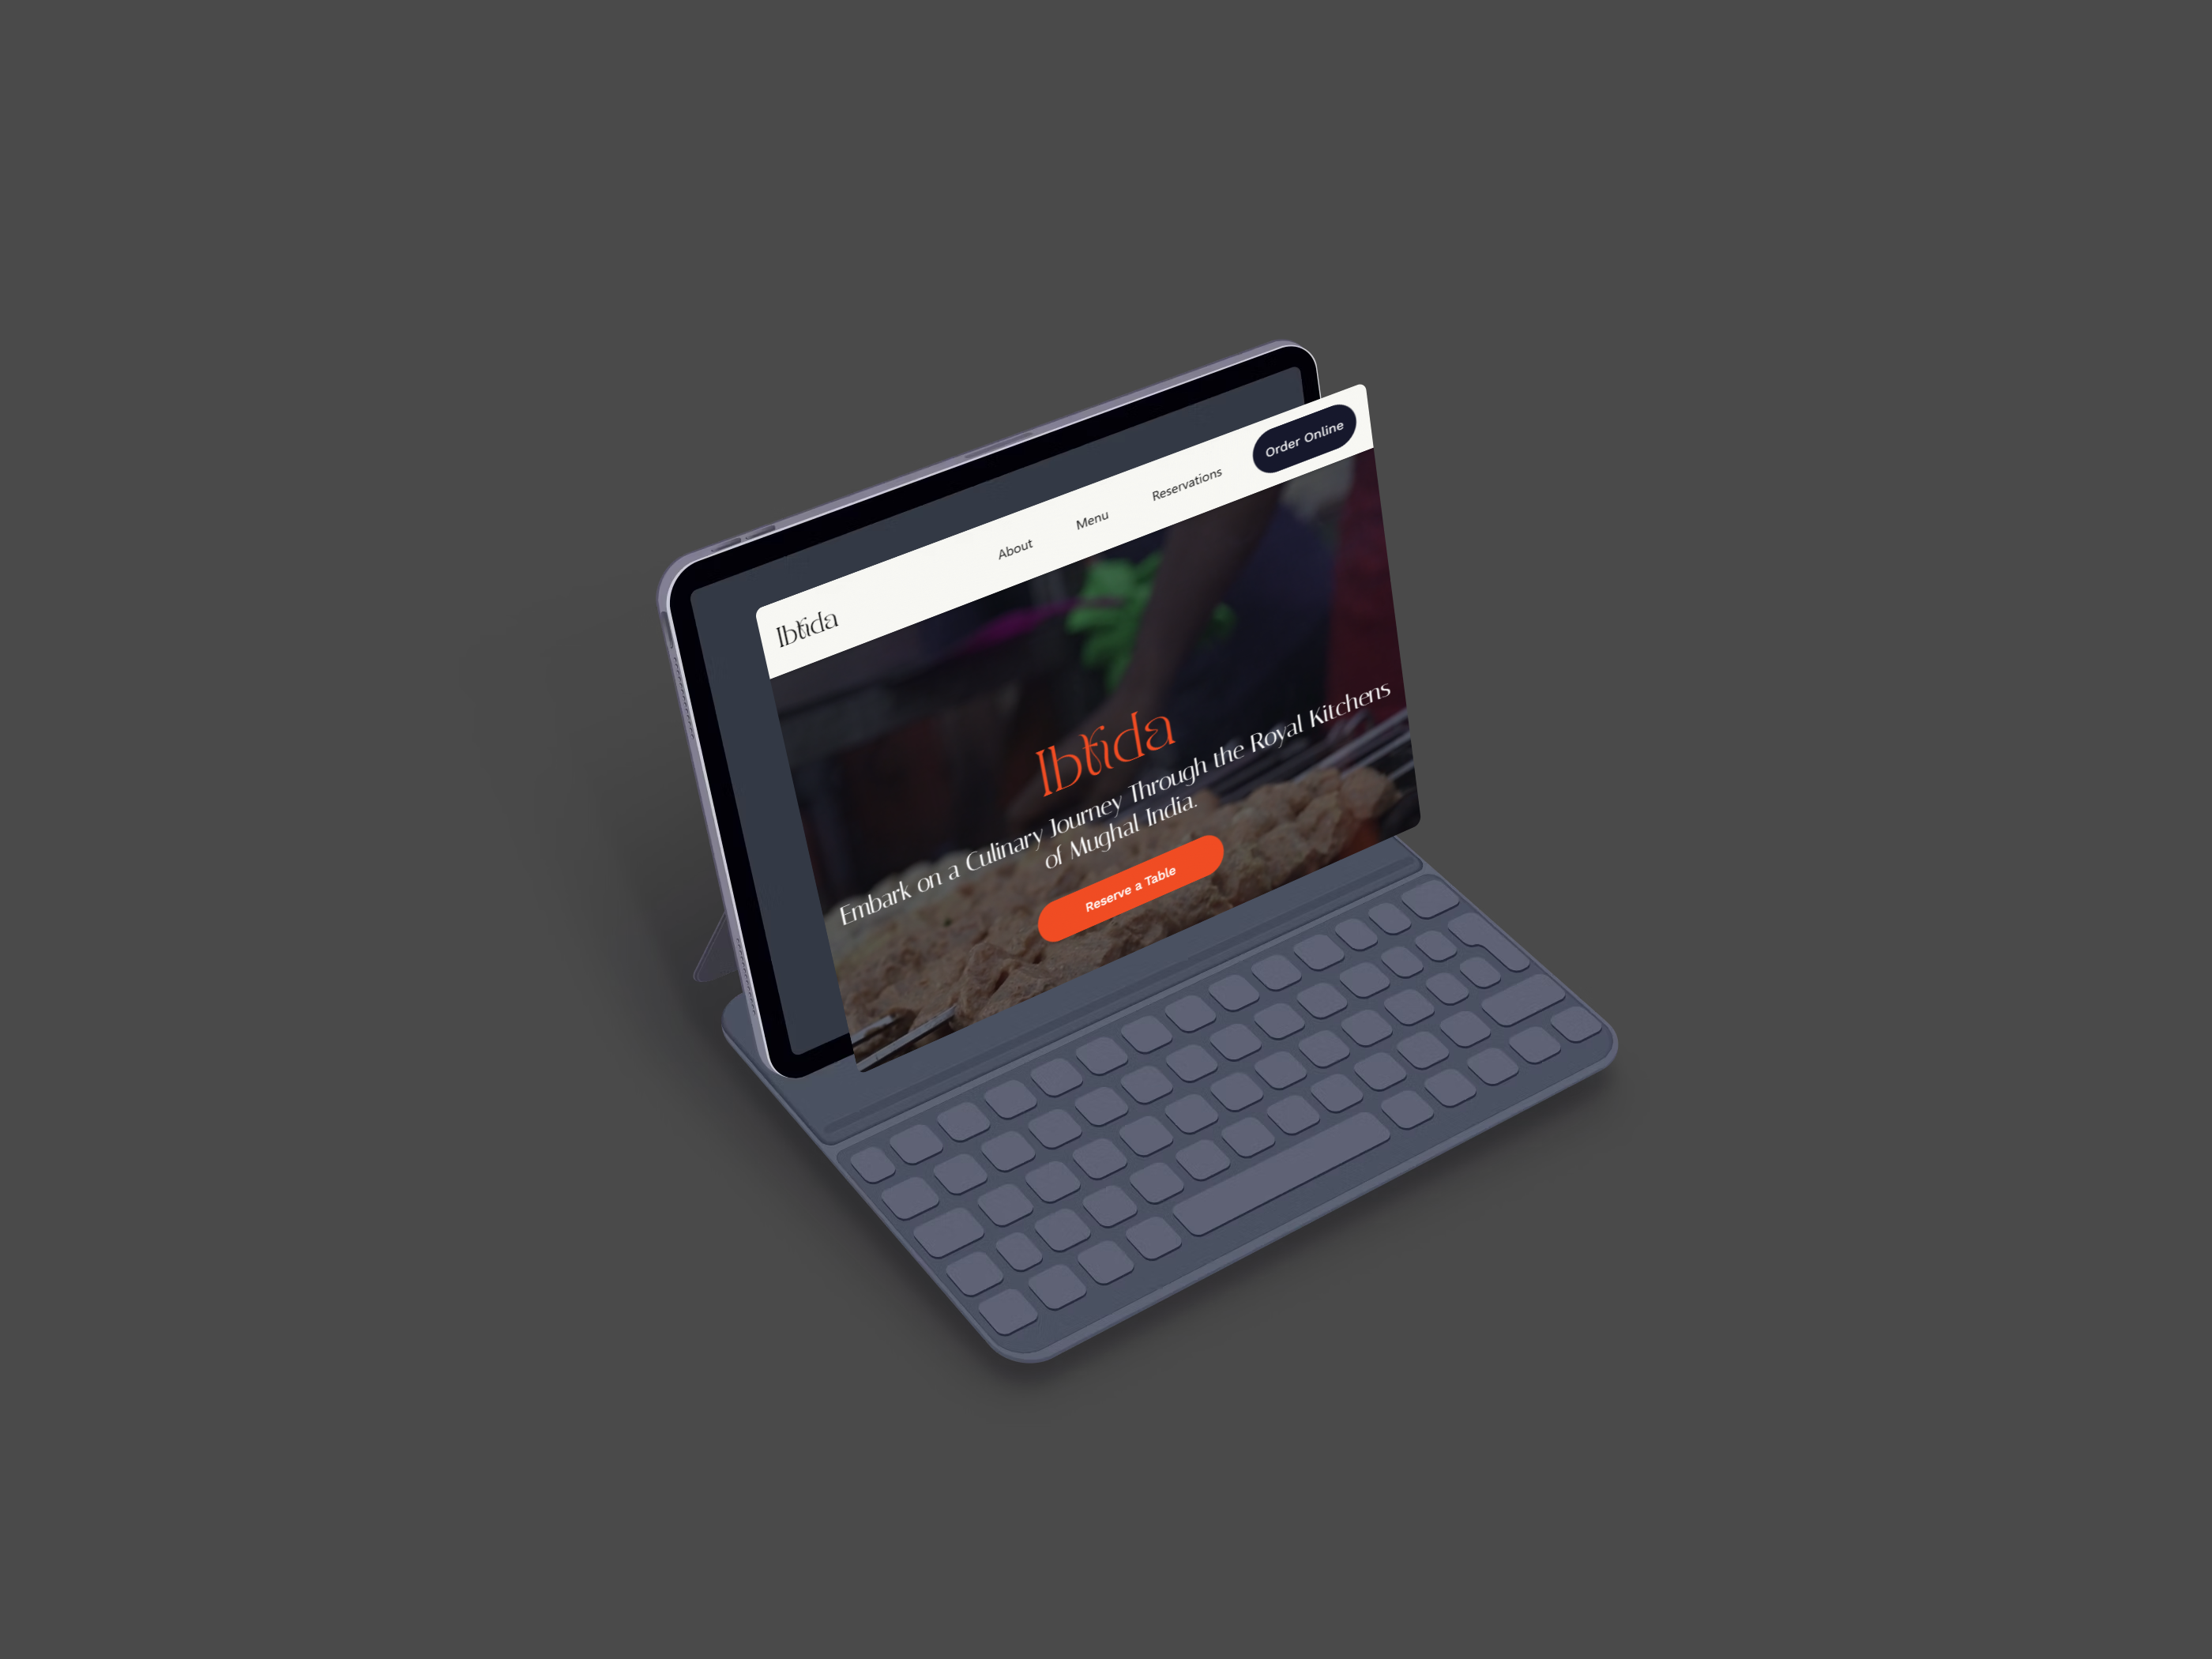 Ibtida
About
Menu
Reservations
Order Online
Ibtida
Embark on a Culinary Journey Through the Royal Kitchens
of Mughal India.
Reserve a Table